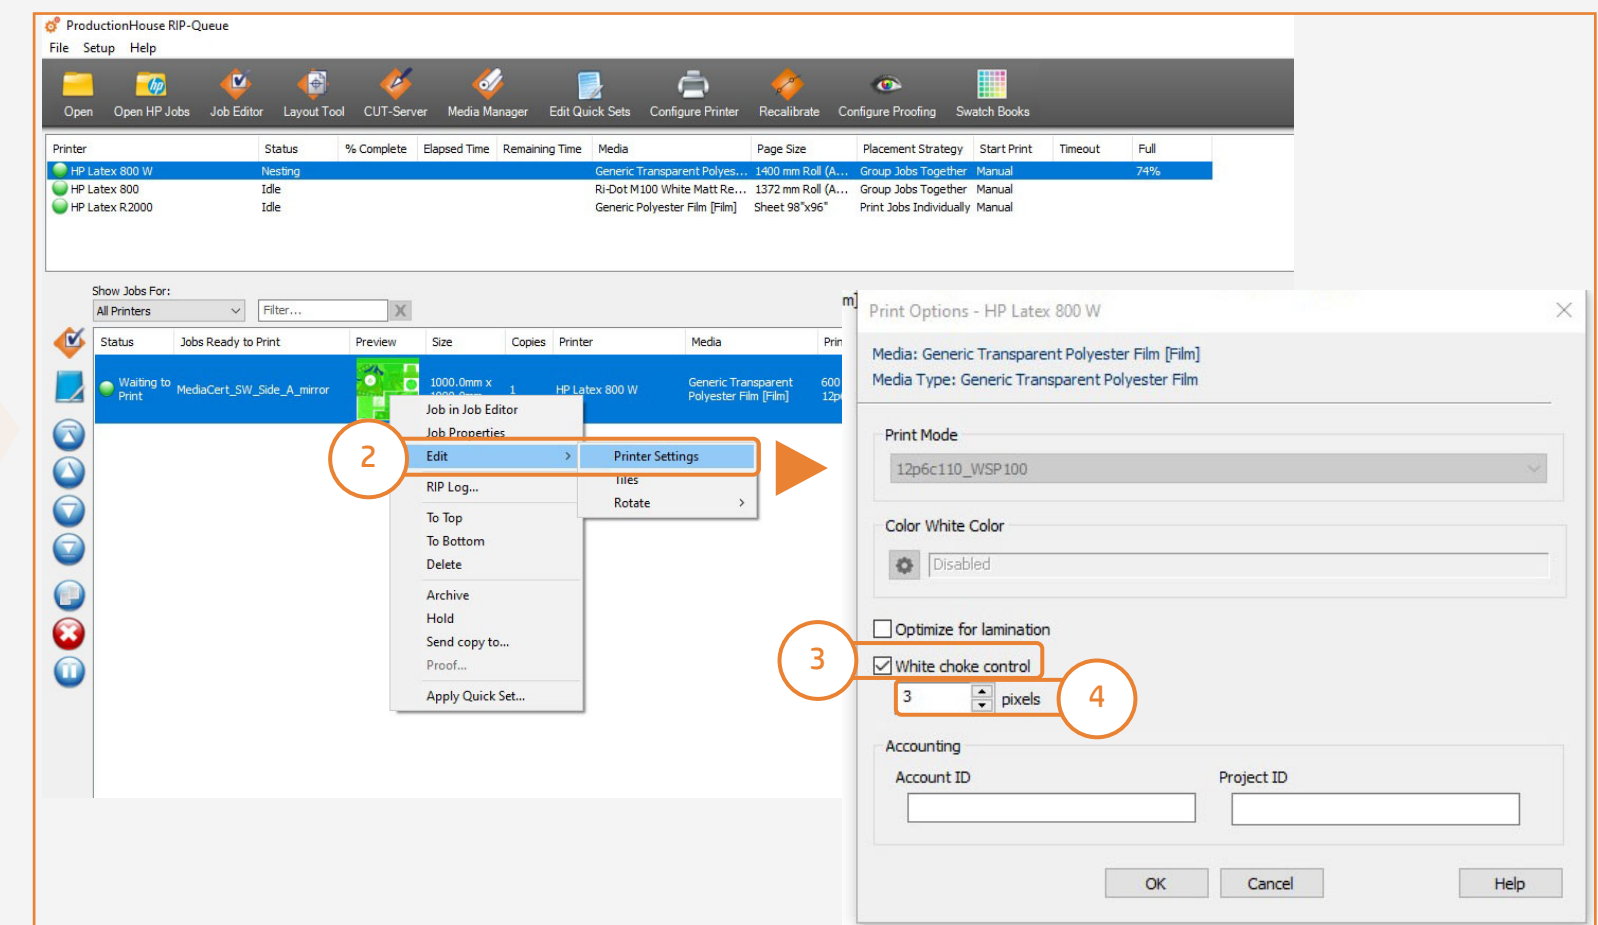 ProductionHouse RIP-Queue
File Setup Help
Open Open HP Jobs Job Editor Layout Tool CUT-Server Media Manager Edit Quick Sets Configure Printer Recalibrate Configure Proofing Swatch Books
Printer Status % Complete Elapsed Time Remaining Time Media Page Size Placement Strategy Start Print Timeout Full
HP Latex 800 W Nesting Generic Transparent Polyes... 1400 mm Roll (A... Group Jobs Together Manual 74%
HP Latex 800 Idle Ri-Dot M100 White Matt Re... 1372 mm Roll (A... Group Jobs Together Manual
HP Latex R2000 Idle Generic Polyester Film [Film] Sheet 98"x96" Print Jobs Individually Manual
Show Jobs For:
All Printers Filter... X
Status Jobs Ready to Print Preview Size Copies Printer Media Prin
Waiting to Print MediaCert_SW_Side_A_mirror 1000.0mm x 1000.0mm 1 HP Latex 800 W Generic Transparent Polyester Film [Film] 600 12p
Job in Job Editor
Job Properties
2
Edit > Printer Settings
Tiles
RIP Log...
Rotate >
To Top
To Bottom
Delete
Archive
Hold
Send copy to...
Proof...
Apply Quick Set...
m]
Print Options - HP Latex 800 W
Media: Generic Transparent Polyester Film [Film]
Media Type: Generic Transparent Polyester Film
Print Mode
12p6c110_WSP100
Color White Color
Disabled
Optimize for lamination
3
White choke control
3 pixels
4
Accounting
Account ID Project ID
OK Cancel Help